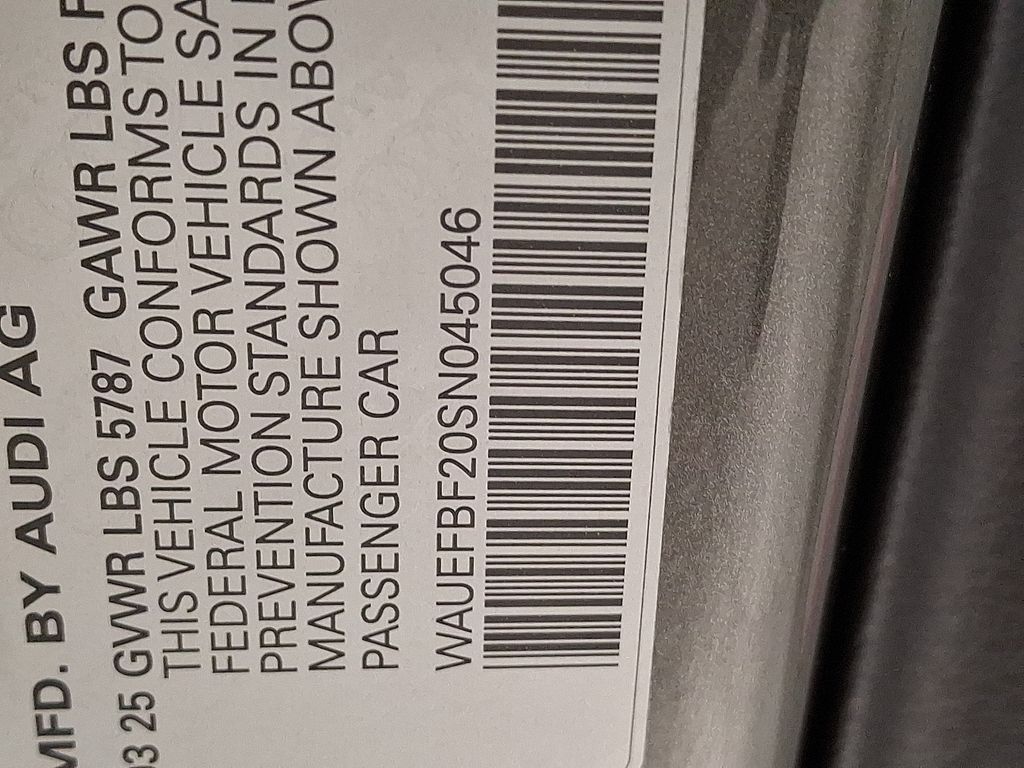 MFD. BY AUDI AG
03 25 GVWR LBS 5787 GAWR LBS F
THIS VEHICLE CONFORMS TO
FEDERAL MOTOR VEHICLE SA
PREVENTION STANDARDS IN
MANUFACTURE SHOWN ABOV
PASSENGER CAR
WAUEFBF20SN045046